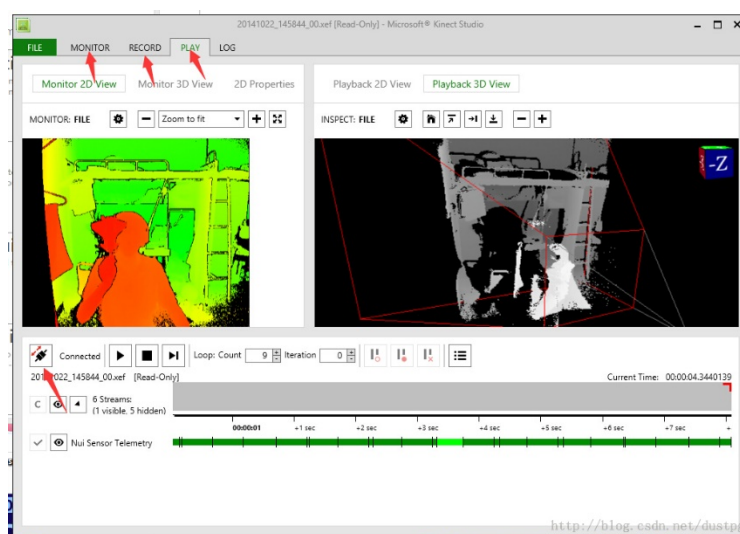 20141022_145844_00.xef [Read-Only] - Microsoft® Kinect Studio
FILE MONITOR RECORD PLAY LOG
Monitor 2D View Monitor 3D View 2D Properties
Playback 2D View Playback 3D View
MONITOR: FILE Zoom to fit
INSPECT: FILE
-Z
Connected Loop: Count 9 Iteration 0
20141022_145844_00.xef [Read-Only] Current Time: 00:00:04.3440139
C 6 Streams:
(1 visible, 5 hidden)
00:00:01 +1 sec +2 sec +3 sec +4 sec +5 sec +6 sec +7 sec +
Nui Sensor Telemetry
http://blog.csdn.net/dustpg